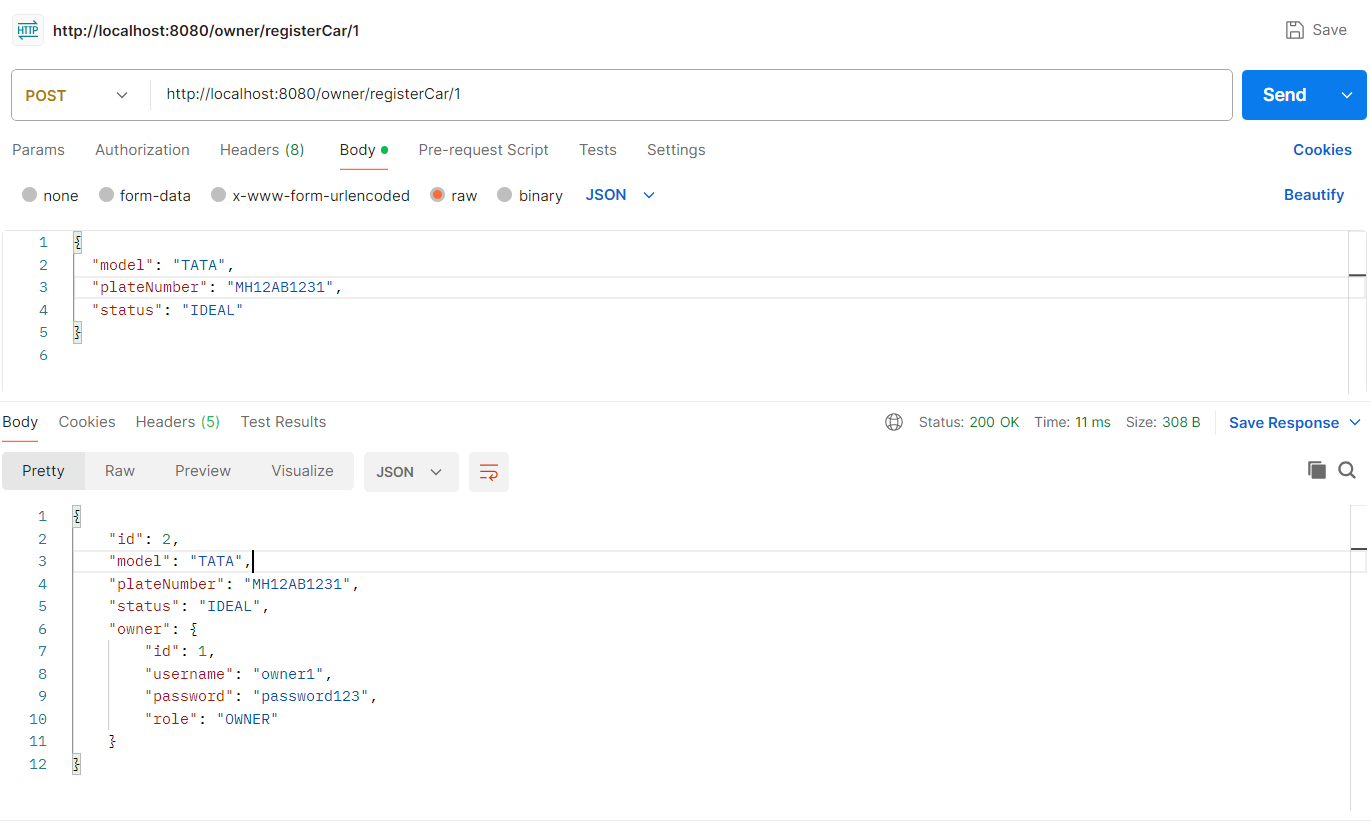 HTTP http://localhost:8080/owner/registerCar/1 Save
POST http://localhost:8080/owner/registerCar/1 Send
Params Authorization Headers (8) Body Pre-request Script Tests Settings Cookies
none form-data x-www-form-urlencoded raw binary JSON Beautify
1 {
2 "model": "TATA",
3 "plateNumber": "MH12AB1231",
4 "status": "IDEAL"
5 }
6
Body Cookies Headers (5) Test Results Status: 200 OK Time: 11 ms Size: 308 B Save Response
Pretty Raw Preview Visualize JSON
1 {
2 "id": 2,
3 "model": "TATA",
4 "plateNumber": "MH12AB1231",
5 "status": "IDEAL",
6 "owner": {
7 "id": 1,
8 "username": "owner1",
9 "password": "password123",
10 "role": "OWNER"
11 }
12 }